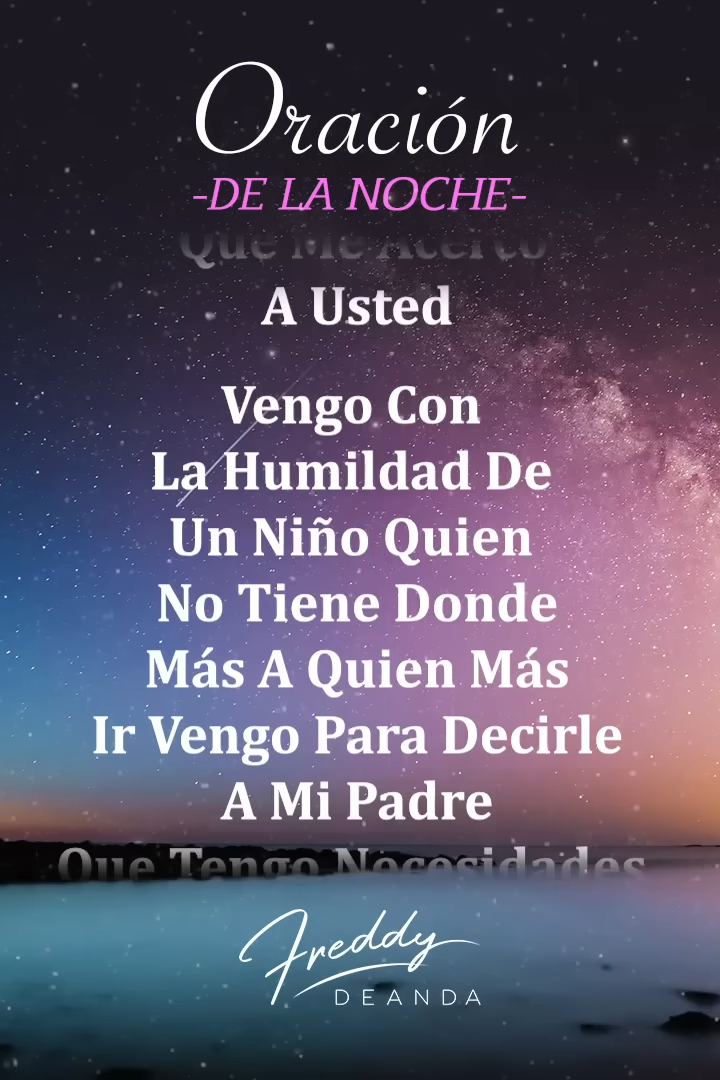 Oración
-DE LA NOCHE-
Que Me Acerco
A Usted
Vengo Con
La Humildad De
Un Niño Quien
No Tiene Donde
Más A Quien Más
Ir Vengo Para Decirle
A Mi Padre
Que Tengo Necesidades
Freddy
DEANDA